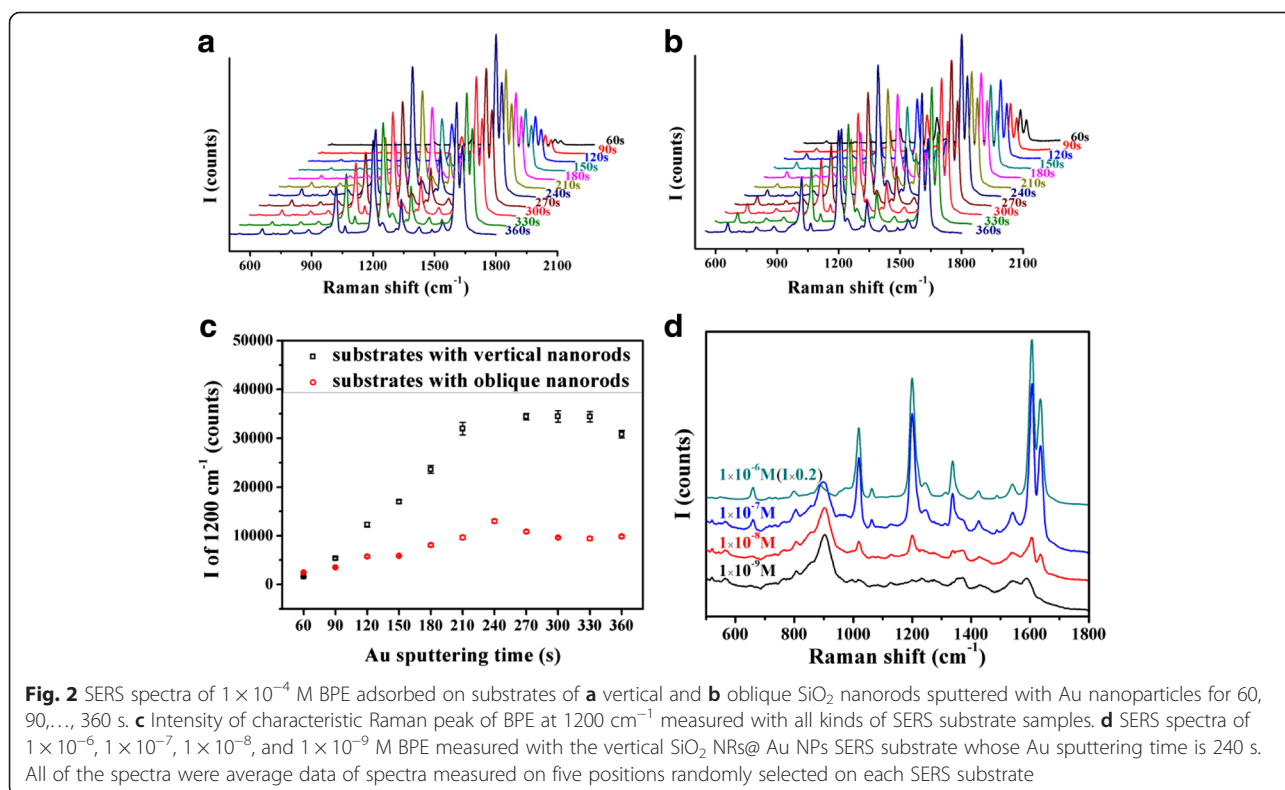 a
I (counts)
60s
90s
120s
150s
180s
210s
240s
270s
300s
330s
360s
600 900 1200 1500 1800 2100
Raman shift (cm⁻¹)
b
I (counts)
60s
90s
120s
150s
180s
210s
240s
270s
300s
330s
360s
600 900 1200 1500 1800 2100
Raman shift (cm⁻¹)
c
I of 1200 cm⁻¹ (counts)
50000
40000
30000
20000
10000
0
substrates with vertical nanorods
substrates with oblique nanorods
60 90 120 150 180 210 240 270 300 330 360
Au sputtering time (s)
d
I (counts)
1×10⁻⁶M(I×0.2)
1×10⁻⁷M
1×10⁻⁸M
1×10⁻⁹M
600 800 1000 1200 1400 1600 1800
Raman shift (cm⁻¹)
Fig. 2 SERS spectra of 1 × 10⁻⁴ M BPE adsorbed on substrates of a vertical and b oblique SiO₂ nanorods sputtered with Au nanoparticles for 60,
90,…, 360 s. c Intensity of characteristic Raman peak of BPE at 1200 cm⁻¹ measured with all kinds of SERS substrate samples. d SERS spectra of
1 × 10⁻⁶, 1 × 10⁻⁷, 1 × 10⁻⁸, and 1 × 10⁻⁹ M BPE measured with the vertical SiO₂ NRs@ Au NPs SERS substrate whose Au sputtering time is 240 s.
All of the spectra were average data of spectra measured on five positions randomly selected on each SERS substrate